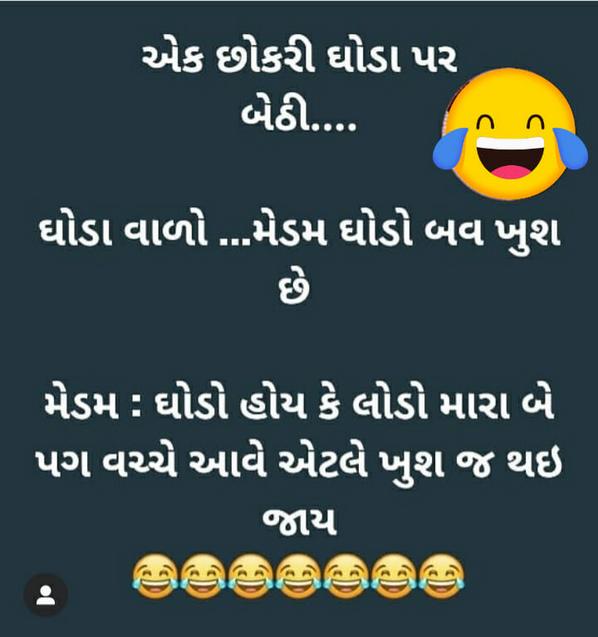 એક છોકરી ઘોડા પર
બેઠી....
ઘોડા વાળો ...મેડમ ઘોડો બવ ખુશ
છે
મેડમ : ઘોડો હોય કે લોડો મારા બે
પગ વચ્ચે આવે એટલે ખુશ જ થઇ
જાય